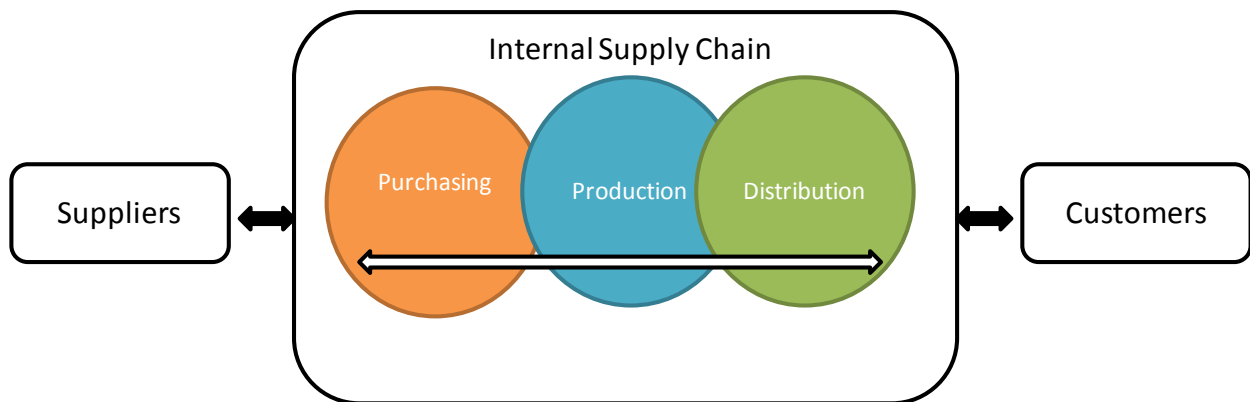 Internal Supply Chain
Suppliers
Purchasing
Production
Distribution
Customers